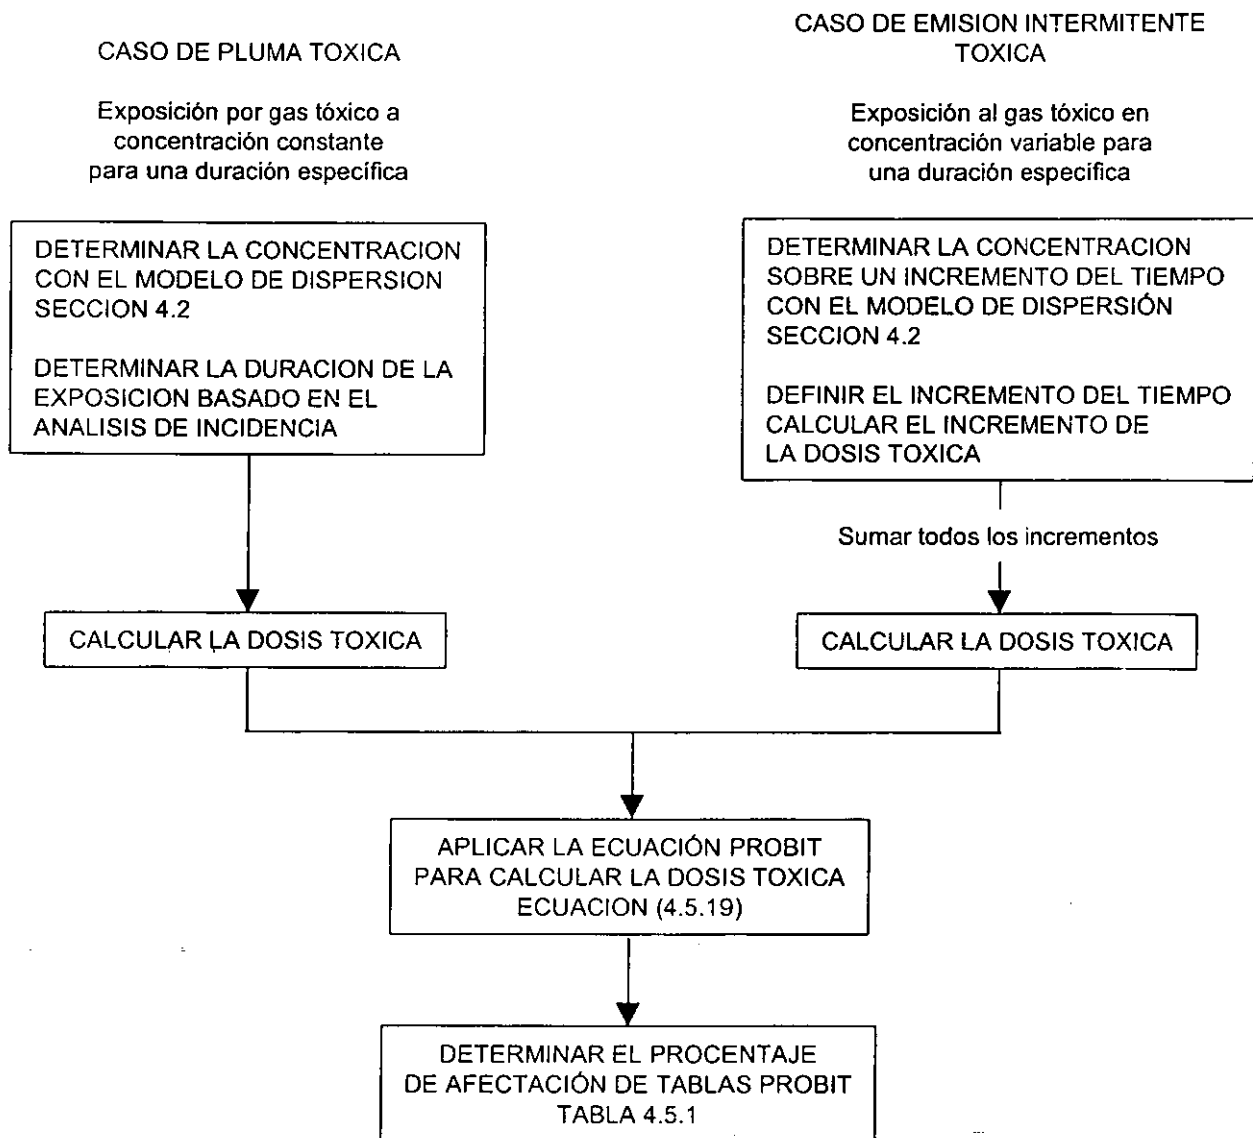 CASO DE PLUMA TOXICA
Exposición por gas tóxico a
concentración constante
para una duración específica
DETERMINAR LA CONCENTRACION
CON EL MODELO DE DISPERSION
SECCION 4.2
DETERMINAR LA DURACION DE LA
EXPOSICION BASADO EN EL
ANALISIS DE INCIDENCIA
CALCULAR LA DOSIS TOXICA
CASO DE EMISION INTERMITENTE
TOXICA
Exposición al gas tóxico en
concentración variable para
una duración específica
DETERMINAR LA CONCENTRACION
SOBRE UN INCREMENTO DEL TIEMPO
CON EL MODELO DE DISPERSIÓN
SECCION 4.2
DEFINIR EL INCREMENTO DEL TIEMPO
CALCULAR EL INCREMENTO DE
LA DOSIS TOXICA
Sumar todos los incrementos
CALCULAR LA DOSIS TOXICA
APLICAR LA ECUACIÓN PROBIT
PARA CALCULAR LA DOSIS TOXICA
ECUACION (4.5.19)
DETERMINAR EL PROCENTAJE
DE AFECTACIÓN DE TABLAS PROBIT
TABLA 4.5.1